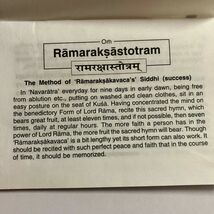 Om
Rāmarakṣāstotram
रामरक्षास्तोत्रम्
The Method of 'Rāmarakṣakavaca's' Siddhi (success)
In 'Navarātra' everyday for nine days in early dawn, being free
from ablution etc., putting on washed and clean clothes, sit in an
easy posture on the seat of Kuśā. Having concentrated the mind on
the benedictory Form of Lord Rāma, recite this sacred hymn, which
bears great fruit, at least eleven times, and if not possible, then seven
times, daily at regular hours. The more faith a person has in the
power of Lord Rāma, the more fruit the sacred hymn will bear. Though
'Rāmarakṣakavaca' is a bit lengthy yet its short form can also work. It
should be recited with such perfect and peace and faith that in the course
of time, it should be memorized.